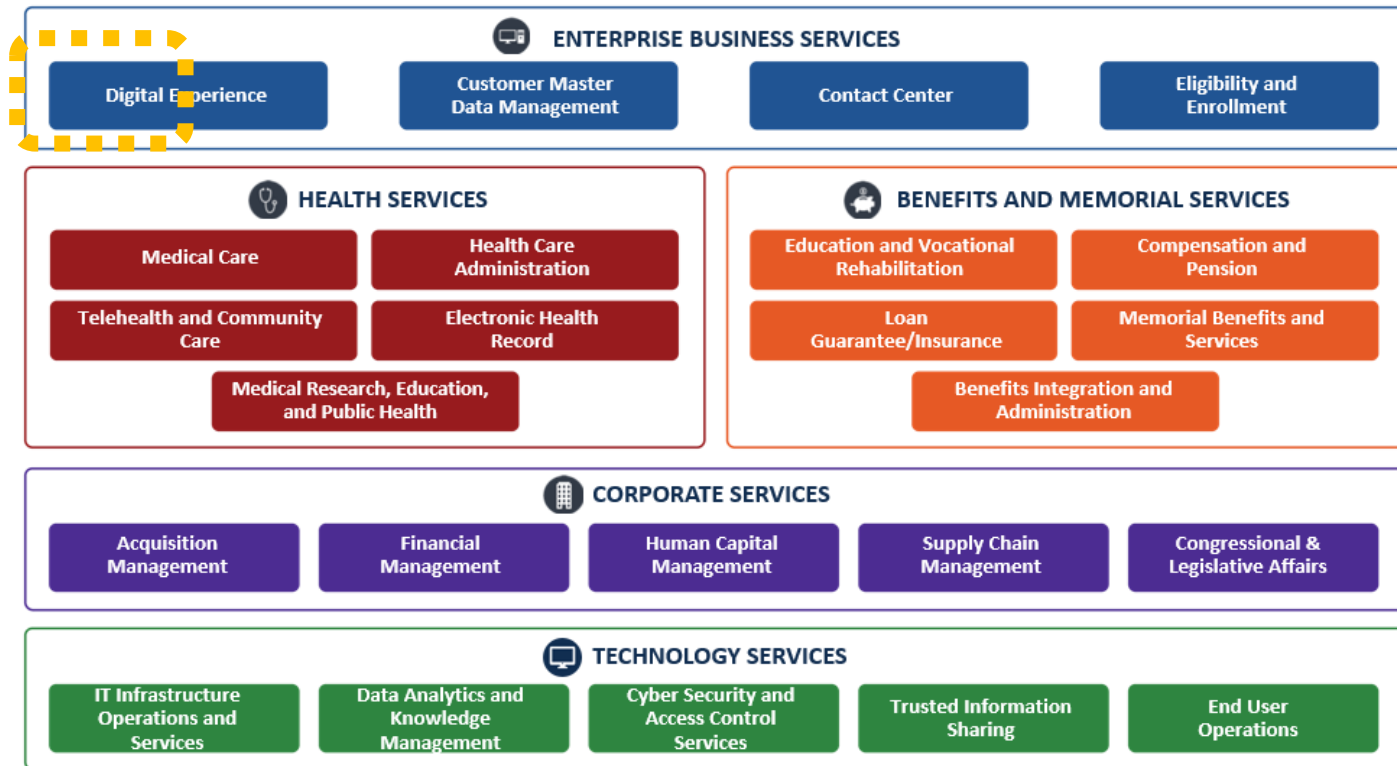 ENTERPRISE BUSINESS SERVICES
Digital Experience
Customer Master
Data Management
Contact Center
Eligibility and
Enrollment
HEALTH SERVICES
Medical Care
Health Care
Administration
Telehealth and Community
Care
Electronic Health
Record
Medical Research, Education,
and Public Health
BENEFITS AND MEMORIAL SERVICES
Education and Vocational
Rehabilitation
Compensation and
Pension
Loan
Guarantee/Insurance
Memorial Benefits and
Services
Benefits Integration and
Administration
CORPORATE SERVICES
Acquisition
Management
Financial
Management
Human Capital
Management
Supply Chain
Management
Congressional &
Legislative Affairs
TECHNOLOGY SERVICES
IT Infrastructure
Operations and
Services
Data Analytics and
Knowledge
Management
Cyber Security and
Access Control
Services
Trusted Information
Sharing
End User
Operations